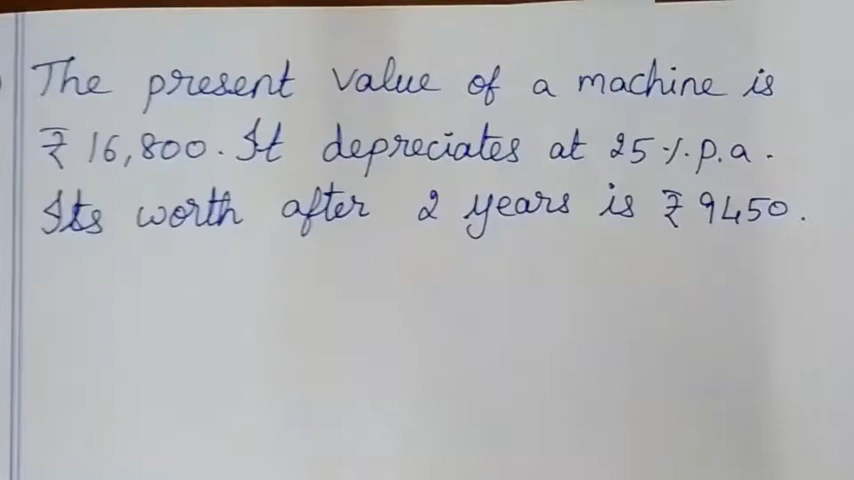 The present value of a machine is
₹ 16,800. It depreciates at 25 % p.a.
Its worth after 2 years is ₹ 9450.